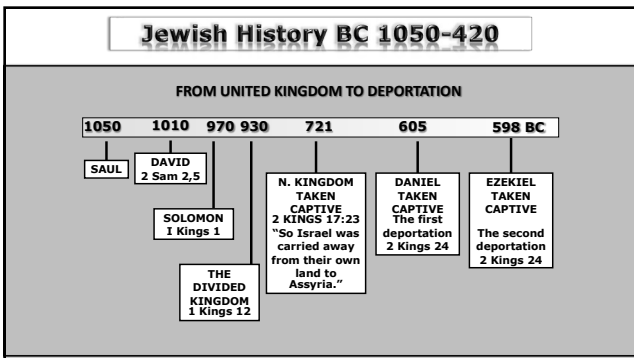 Jewish History BC 1050-420
FROM UNITED KINGDOM TO DEPORTATION
1050 1010 970 930 721 605 598 BC
SAUL
DAVID
2 Sam 2,5
SOLOMON
I Kings 1
THE
DIVIDED
KINGDOM
1 Kings 12
N. KINGDOM
TAKEN
CAPTIVE
2 KINGS 17:23
“So Israel was
carried away
from their own
land to
Assyria.”
DANIEL
TAKEN
CAPTIVE
The first
deportation
2 Kings 24
EZEKIEL
TAKEN
CAPTIVE
The second
deportation
2 Kings 24